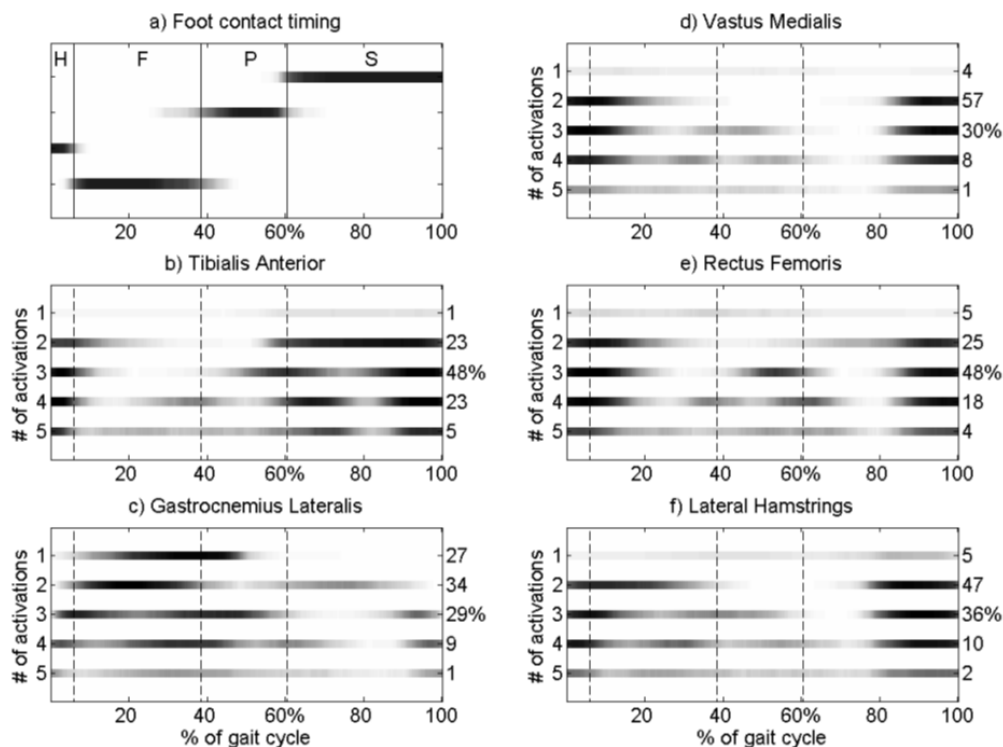 a) Foot contact timing
H F P S
20 40 60% 80 100
b) Tibialis Anterior
# of activations
1 1
2 23
3 48%
4 23
5 5
20 40 60% 80 100
c) Gastrocnemius Lateralis
# of activations
1 27
2 34
3 29%
4 9
5 1
20 40 60% 80 100
% of gait cycle
d) Vastus Medialis
# of activations
1 4
2 57
3 30%
4 8
5 1
20 40 60% 80 100
e) Rectus Femoris
# of activations
1 5
2 25
3 48%
4 18
5 4
20 40 60% 80 100
f) Lateral Hamstrings
# of activations
1 5
2 47
3 36%
4 10
5 2
20 40 60% 80 100
% of gait cycle